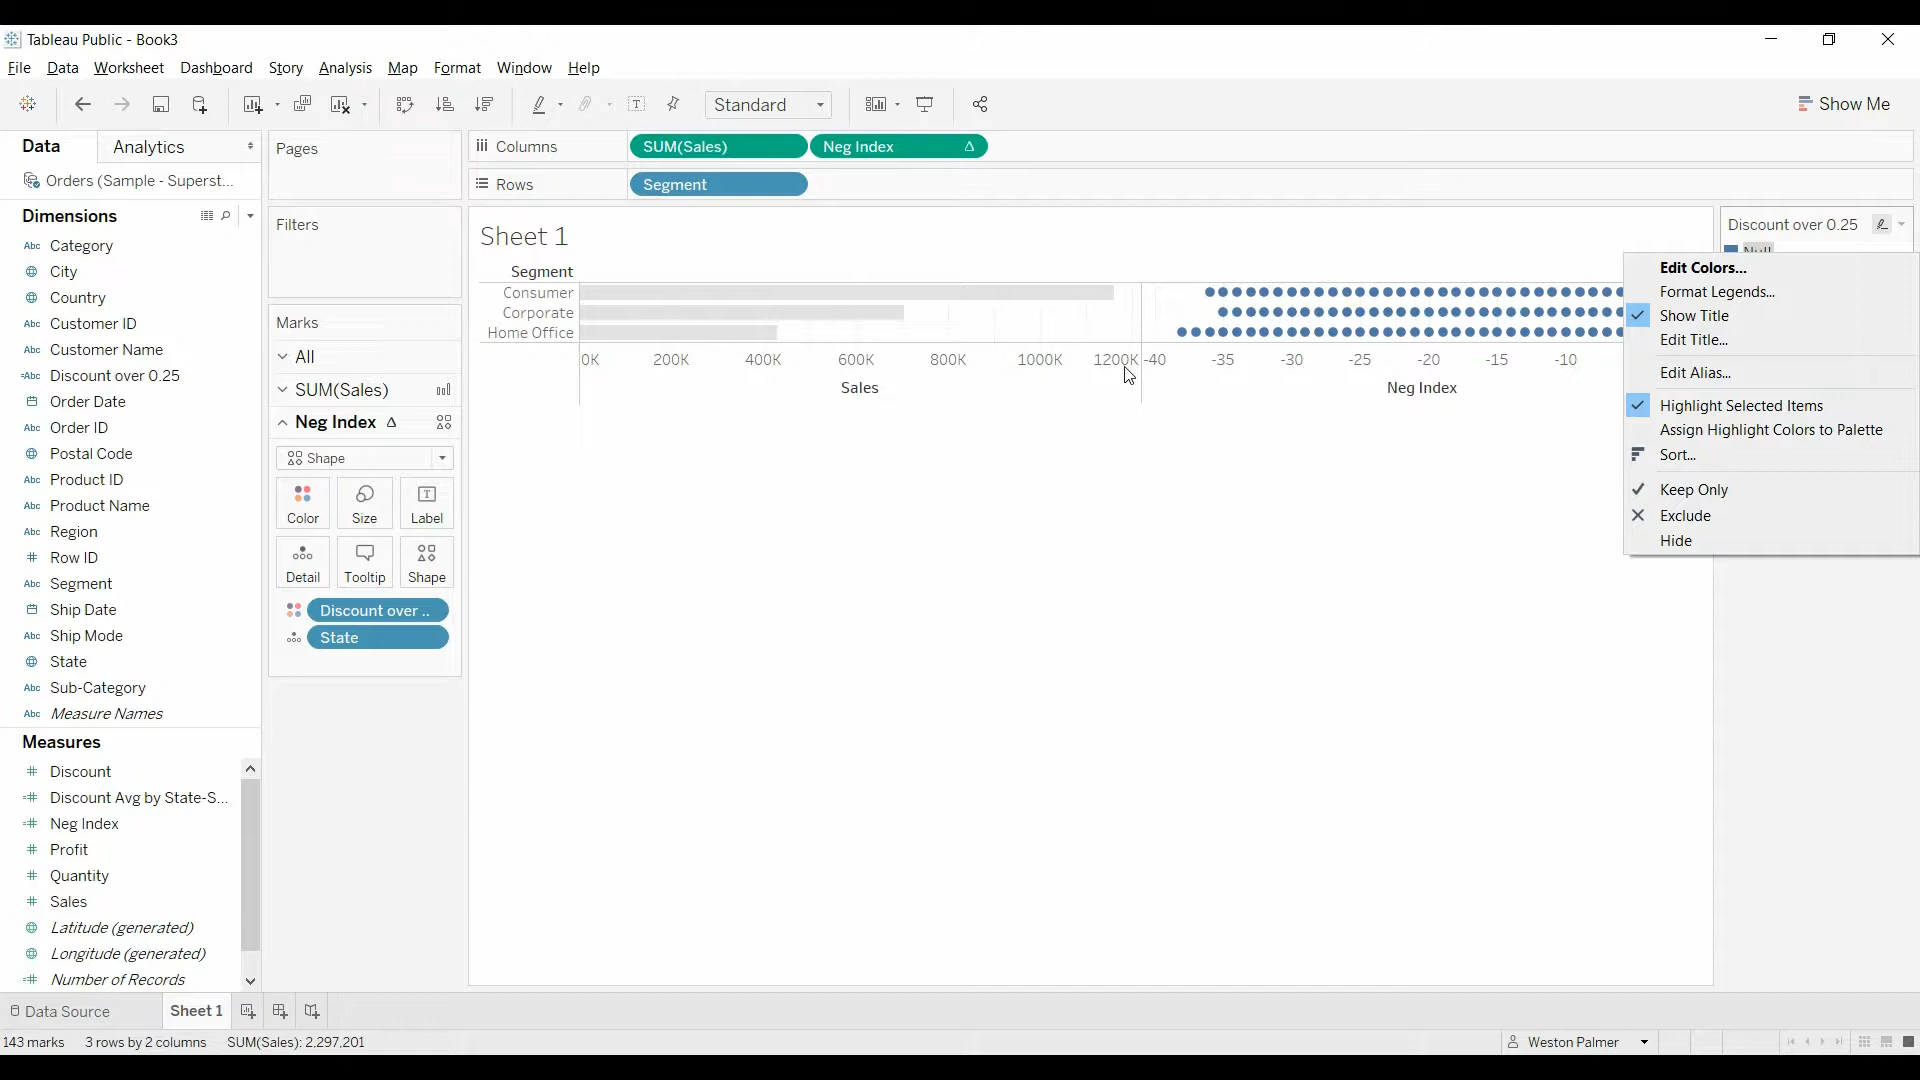 Tableau Public - Book3
File Data Worksheet Dashboard Story Analysis Map Format Window Help
Standard
Show Me
Data Analytics
Orders (Sample - Superst...
Dimensions
Category
City
Country
Customer ID
Customer Name
Discount over 0.25
Order Date
Order ID
Postal Code
Product ID
Product Name
Region
Row ID
Segment
Ship Date
Ship Mode
State
Sub-Category
Measure Names
Measures
Discount
Discount Avg by State-S...
Neg Index
Profit
Quantity
Sales
Latitude (generated)
Longitude (generated)
Number of Records
Pages
Filters
Marks
All
SUM(Sales)
Neg Index
Shape
Color Size Label
Detail Tooltip Shape
Discount over ..
State
Columns SUM(Sales) Neg Index
Rows Segment
Sheet 1
Segment
Consumer
Corporate
Home Office
0K 200K 400K 600K 800K 1000K 1200K -40 -35 -30 -25 -20 -15 -10
Sales Neg Index
Discount over 0.25
Null
Edit Colors...
Format Legends...
Show Title
Edit Title...
Edit Alias...
Highlight Selected Items
Assign Highlight Colors to Palette
Sort...
Keep Only
Exclude
Hide
Data Source Sheet 1
143 marks 3 rows by 2 columns SUM(Sales): 2,297,201
Weston Palmer